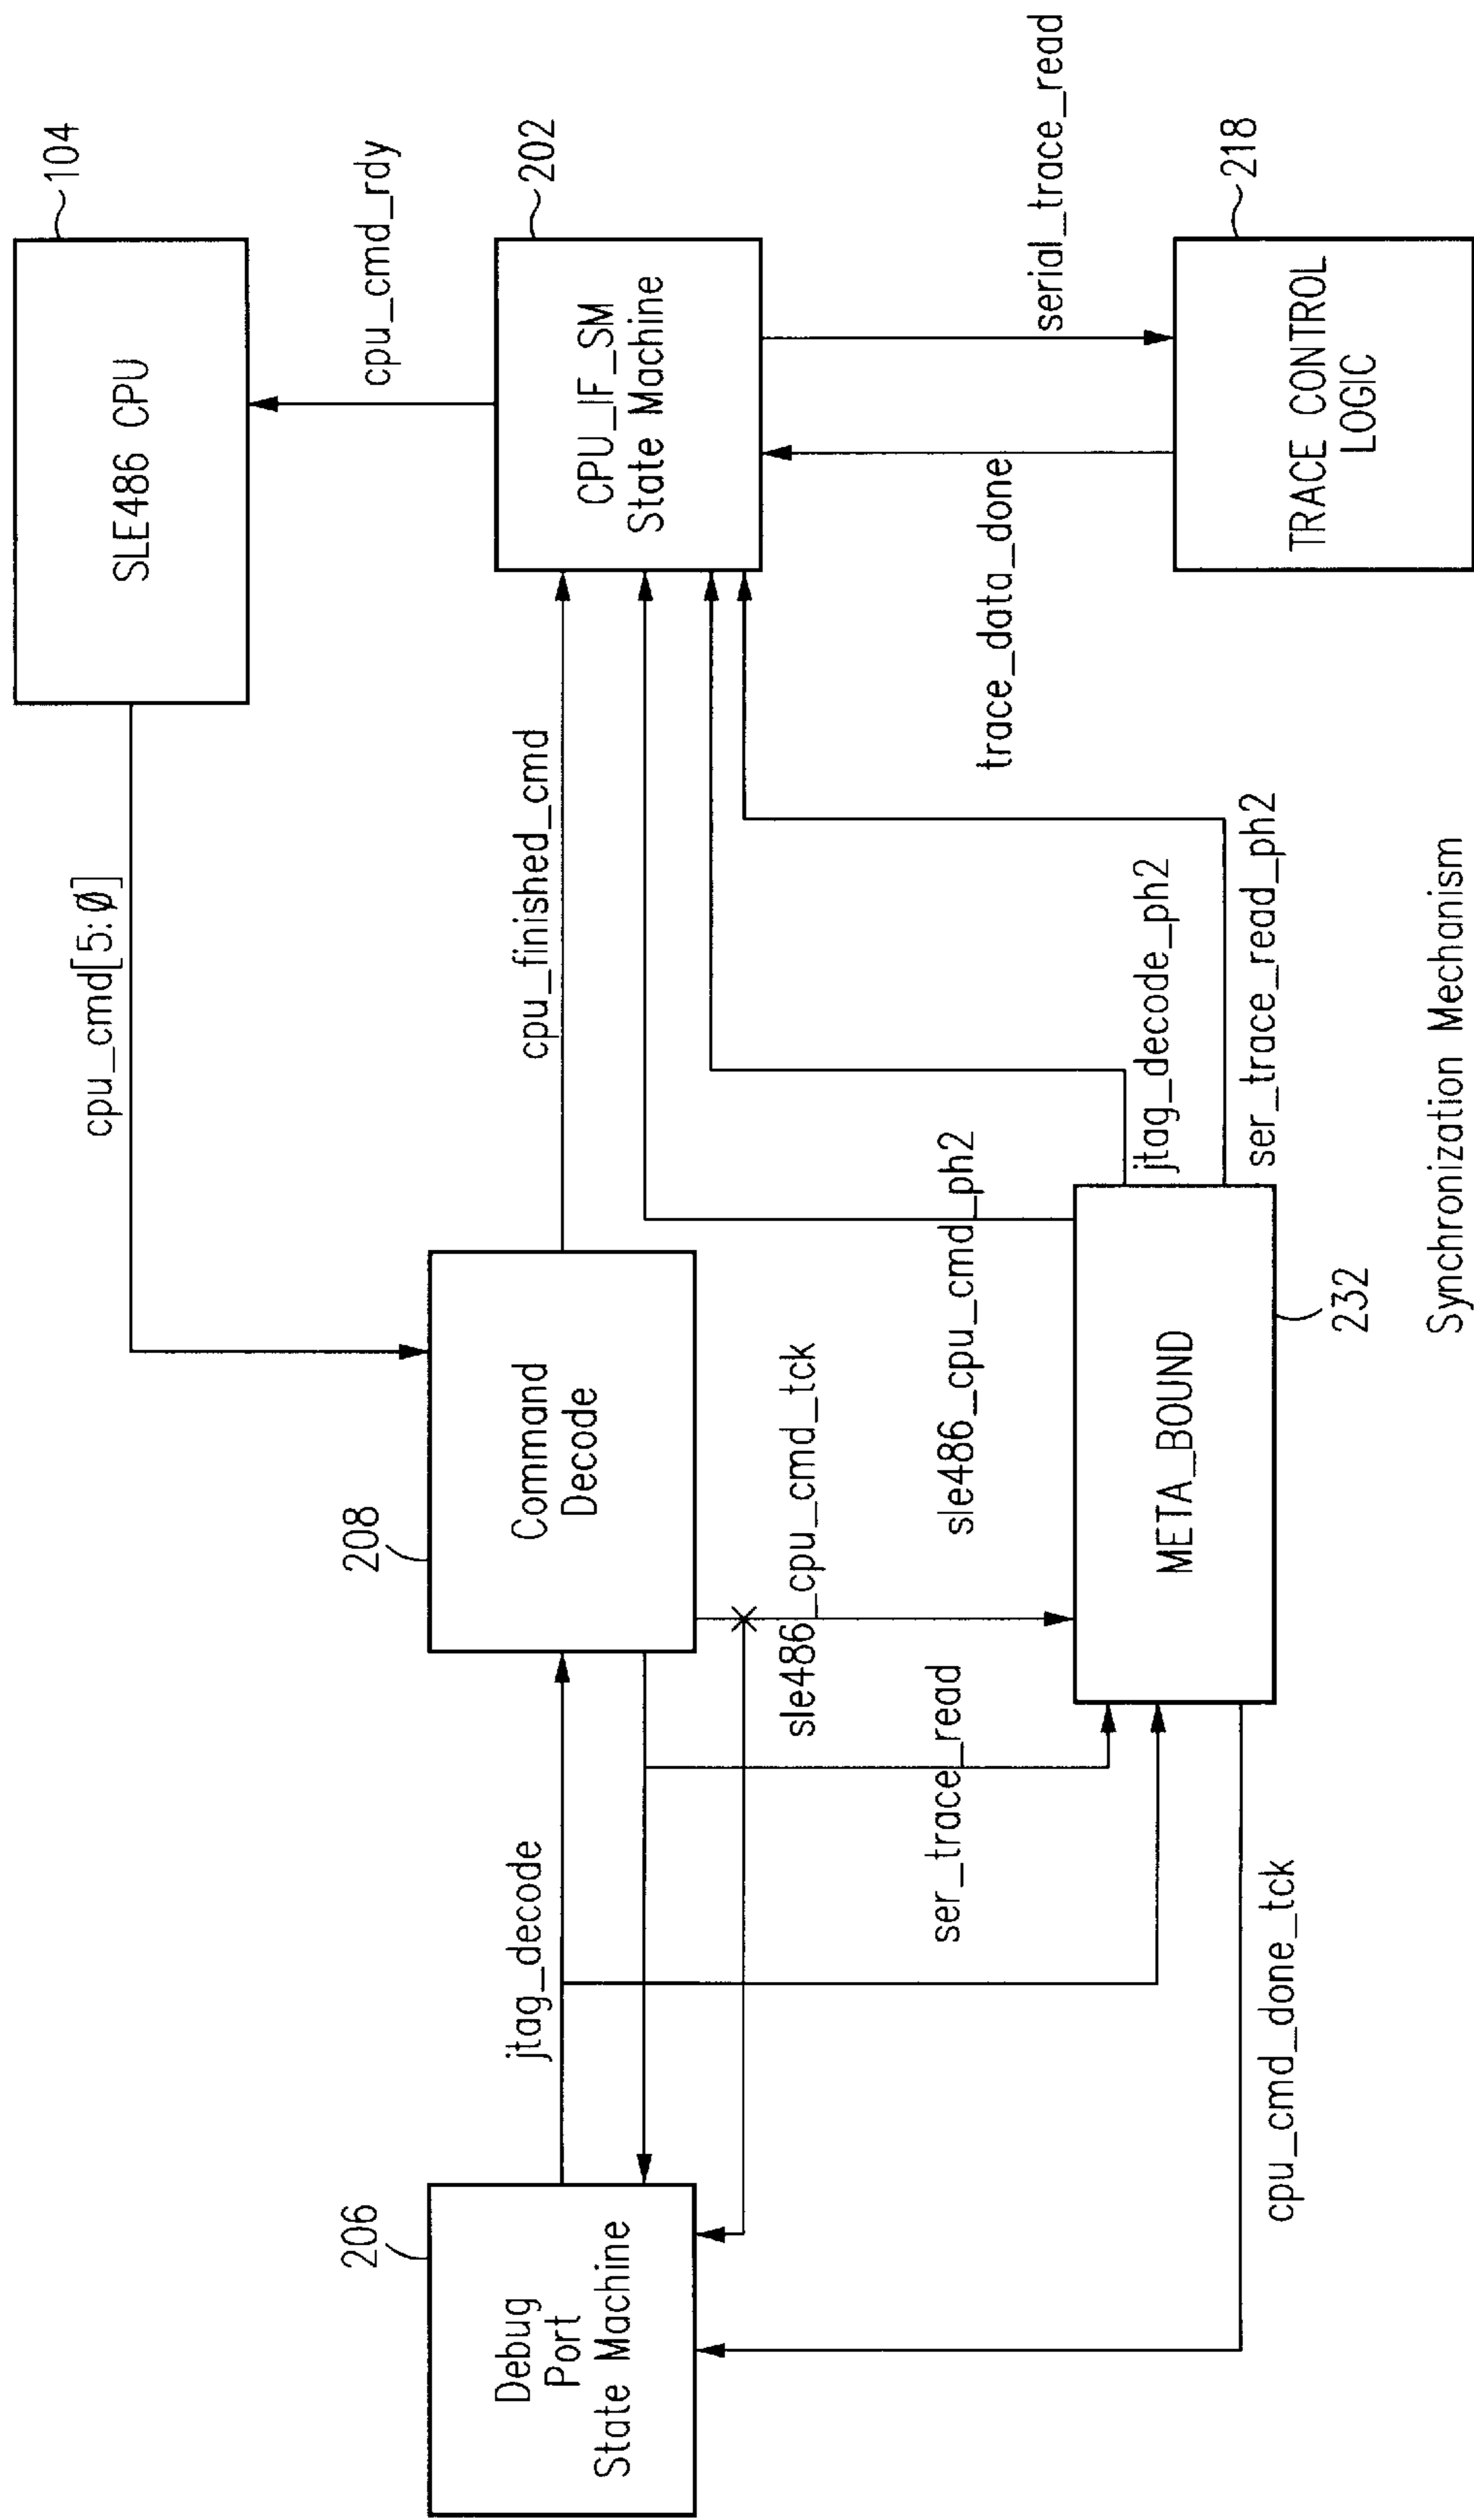 104
SLE486 CPU
cpu_cmd_rdy
cpu_cmd[5:Ø]
202
CPU_IF_SM
State Machine
cpu_finished_cmd
208
Command
Decode
206
Debug
Port
State Machine
jtag_decode
sle486_cpu_cmd_tck
ser_trace_read
sle486_cpu_cmd_ph2
trace_data_done
serial_trace_read
218
TRACE CONTROL
LOGIC
jtag_decode_ph2
ser_trace_read_ph2
META_BOUND
232
cpu_cmd_done_tck
Synchronization Mechanism